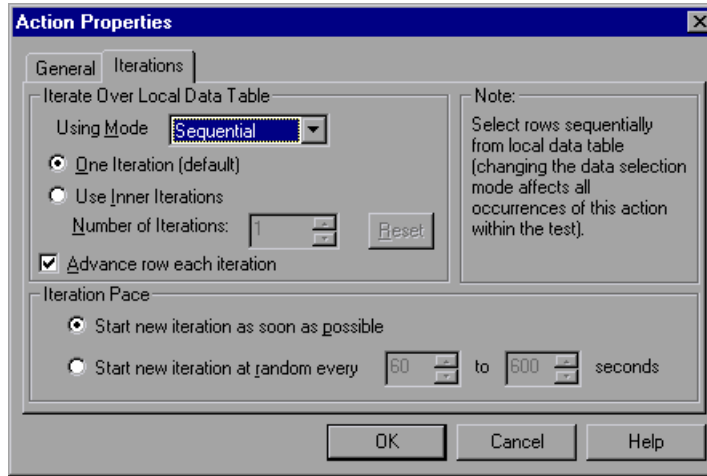 Action Properties
General
Iterations
Iterate Over Local Data Table
Using Mode
Sequential
One Iteration (default)
Use Inner Iterations
Number of Iterations:
1
Reset
Advance row each iteration
Note:
Select rows sequentially
from local data table
(changing the data selection
mode affects all
occurrences of this action
within the test).
Iteration Pace
Start new iteration as soon as possible
Start new iteration at random every
60
to
600
seconds
OK
Cancel
Help